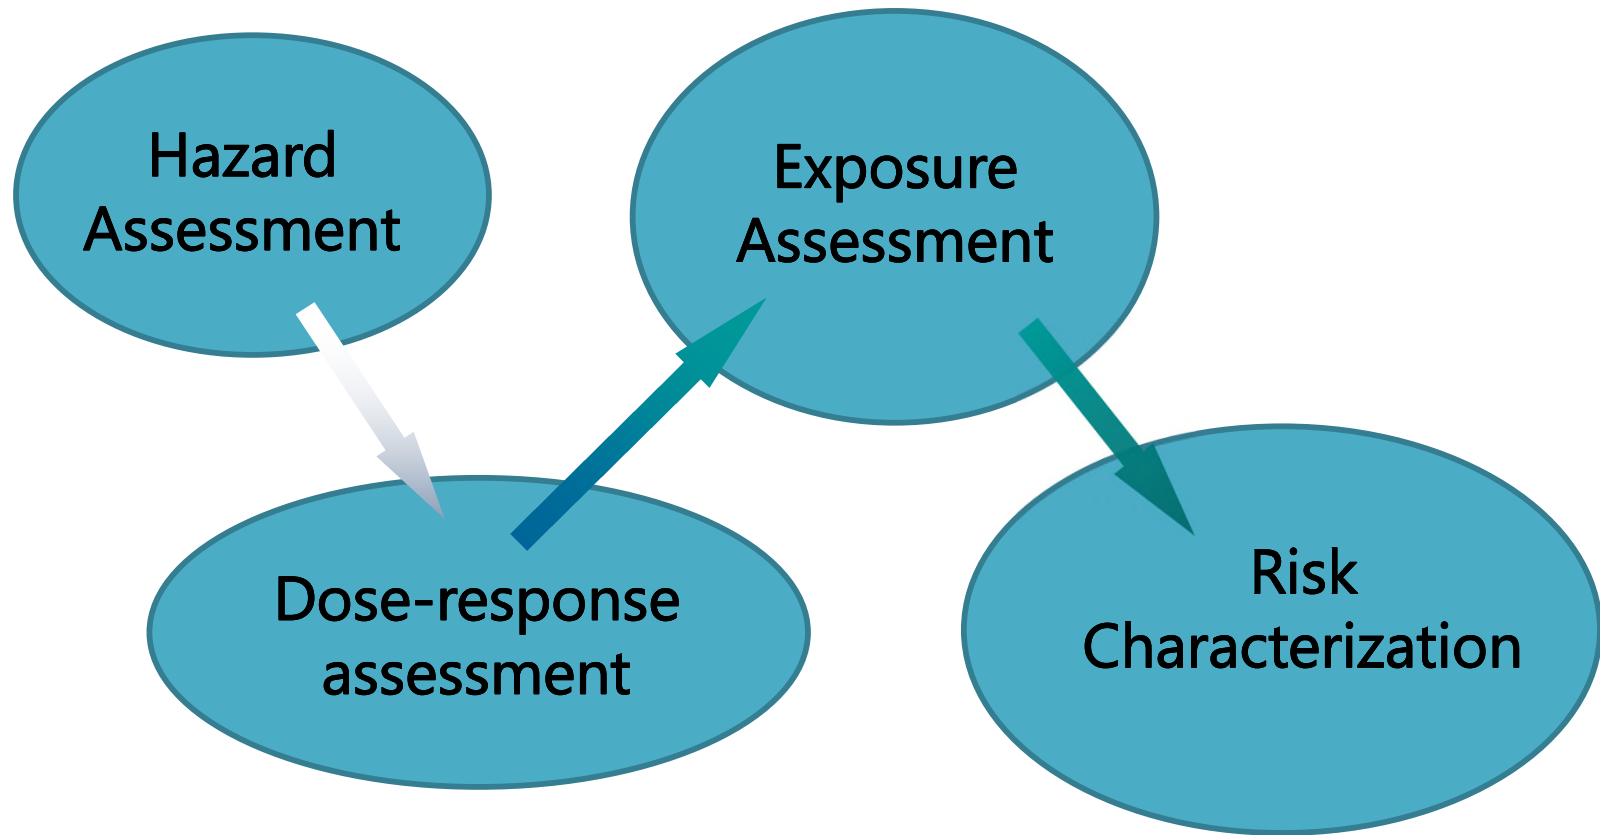 Hazard
Assessment
Dose-response
assessment
Exposure
Assessment
Risk
Characterization